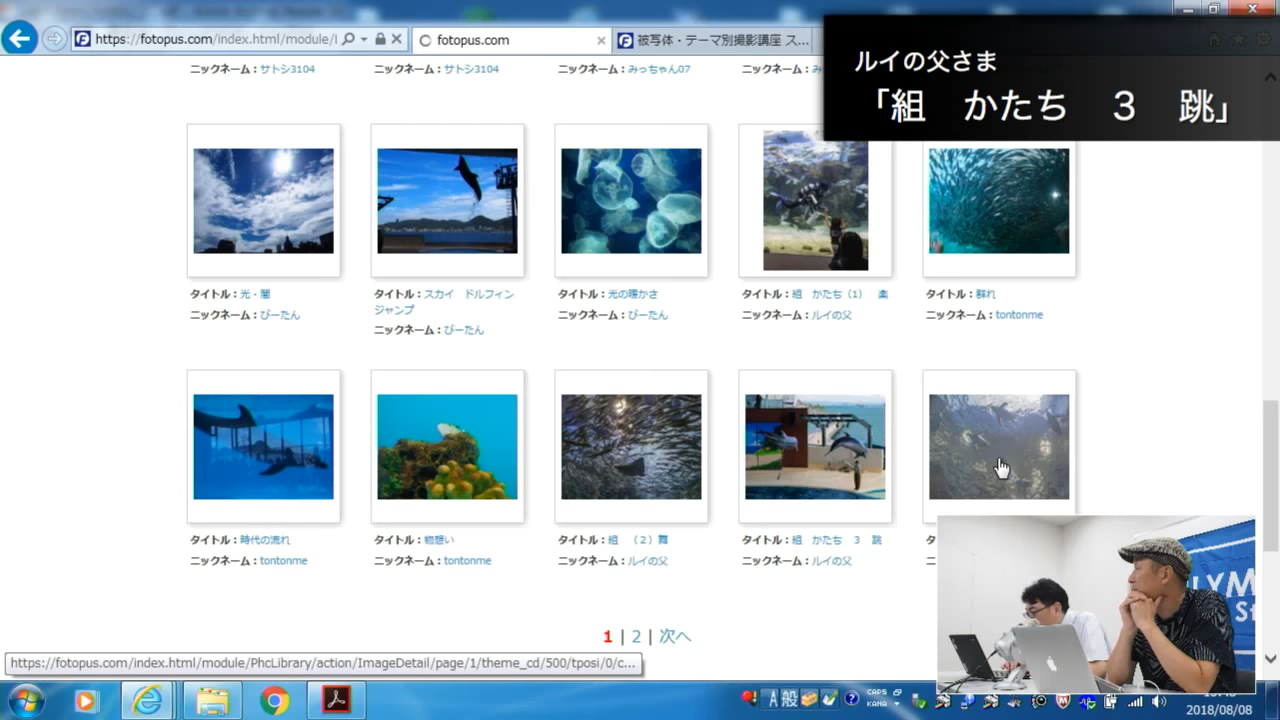 https://fotopus.com/index.html/module/
fotopus.com
被写体・テーマ別撮影講座 ス...
ルイの父さま
「組　かたち　３　跳」
ニックネーム：サトシ3104
ニックネーム：サトシ3104
ニックネーム：みっちゃん07
ニックネーム：み
タイトル：光・闇
ニックネーム：びーたん
タイトル：スカイ　ドルフィン
ジャンプ
ニックネーム：びーたん
タイトル：光の暖かさ
ニックネーム：びーたん
タイトル：組　かたち（1）　楽
ニックネーム：ルイの父
タイトル：群れ
ニックネーム：tontonme
タイトル：時代の流れ
ニックネーム：tontonme
タイトル：物想い
ニックネーム：tontonme
タイトル：組　（２）舞
ニックネーム：ルイの父
タイトル：組　かたち　３　跳
ニックネーム：ルイの父
1 | 2 | 次へ
https://fotopus.com/index.html/module/PhcLibrary/action/ImageDetail/page/1/theme_cd/500/tposi/0/c...
A 般
CAPS
KANA
2018/08/08